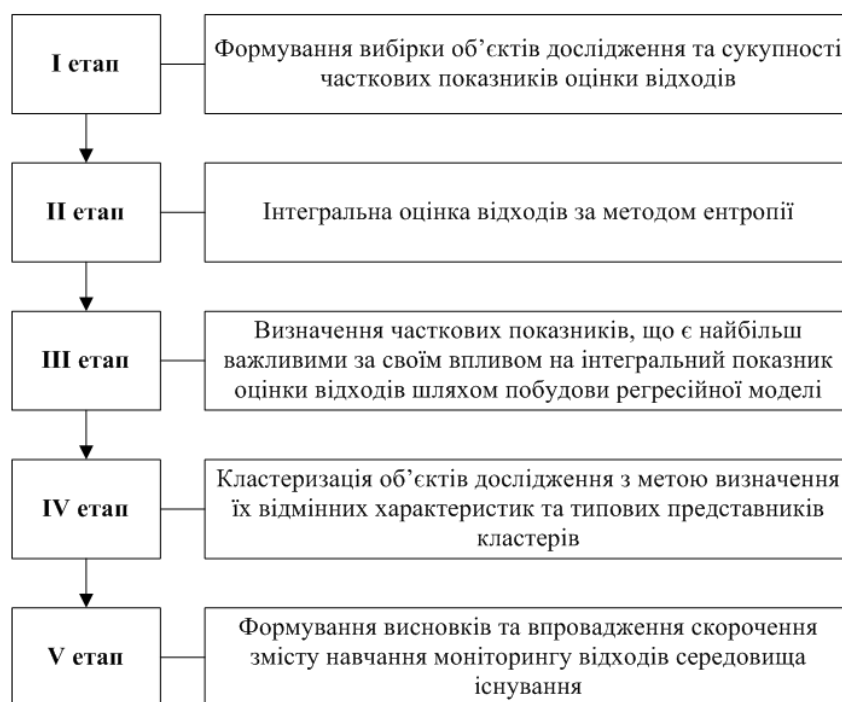 І етап
Формування вибірки об’єктів дослідження та сукупності
часткових показників оцінки відходів
ІІ етап
Інтегральна оцінка відходів за методом ентропії
ІІІ етап
Визначення часткових показників, що є найбільш
важливими за своїм впливом на інтегральний показник
оцінки відходів шляхом побудови регресійної моделі
IV етап
Кластеризація об’єктів дослідження з метою визначення
їх відмінних характеристик та типових представників
кластерів
V етап
Формування висновків та впровадження скорочення
змісту навчання моніторингу відходів середовища
існування